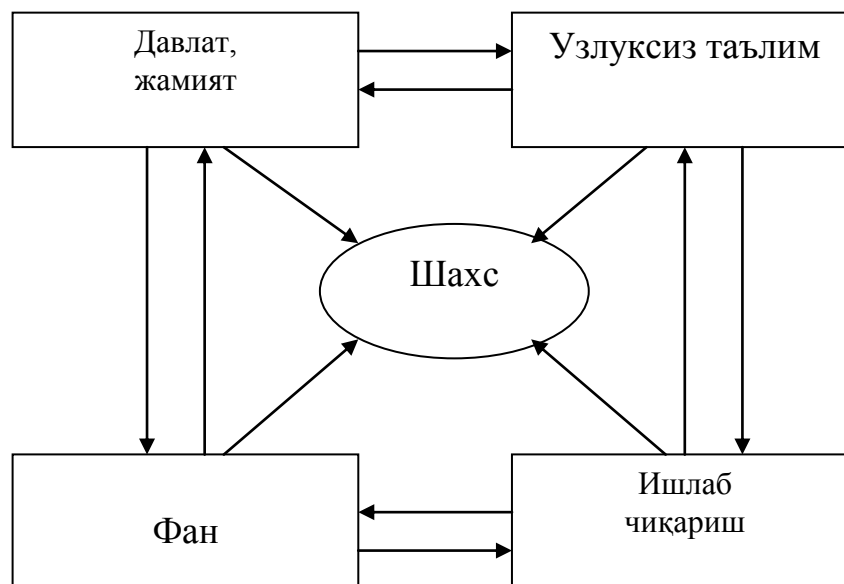 Давлат,
жамият
Узлуксиз таълим
Шахс
Фан
Ишлаб
чиқариш